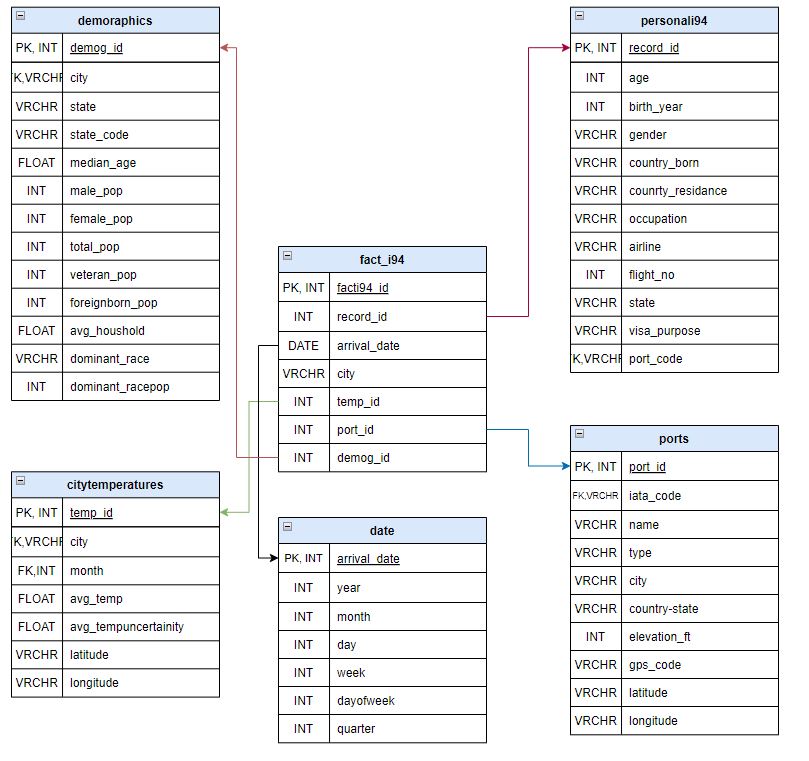 demoraphics
PK, INT demog_id
K,VRCHR city
VRCHR state
VRCHR state_code
FLOAT median_age
INT male_pop
INT female_pop
INT total_pop
INT veteran_pop
INT foreignborn_pop
FLOAT avg_houshold
VRCHR dominant_race
INT dominant_racepop
personali94
PK, INT record_id
INT age
INT birth_year
VRCHR gender
VRCHR country_born
VRCHR counrty_residance
VRCHR occupation
VRCHR airline
INT flight_no
VRCHR state
VRCHR visa_purpose
K,VRCHR port_code
fact_i94
PK, INT facti94_id
INT record_id
DATE arrival_date
VRCHR city
INT temp_id
INT port_id
INT demog_id
citytemperatures
PK, INT temp_id
K,VRCHR city
FK,INT month
FLOAT avg_temp
FLOAT avg_tempuncertainity
VRCHR latitude
VRCHR longitude
date
PK, INT arrival_date
INT year
INT month
INT day
INT week
INT dayofweek
INT quarter
ports
PK, INT port_id
FK,VRCHR iata_code
VRCHR name
VRCHR type
VRCHR city
VRCHR country-state
INT elevation_ft
VRCHR gps_code
VRCHR latitude
VRCHR longitude